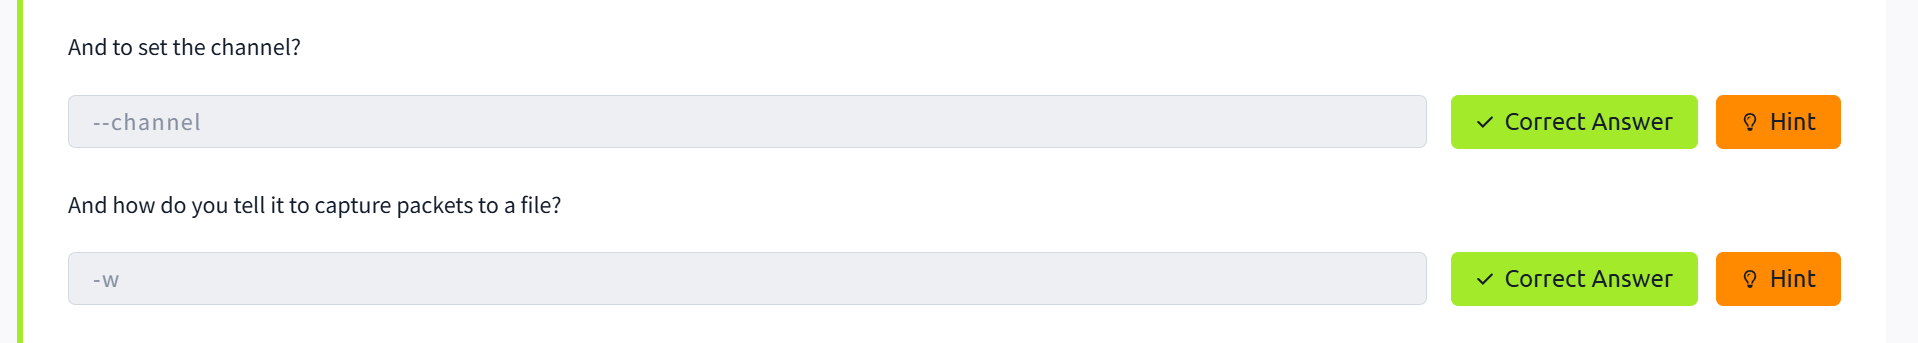 And to set the channel?
--channel
Correct Answer
Hint
And how do you tell it to capture packets to a file?
-w
Correct Answer
Hint